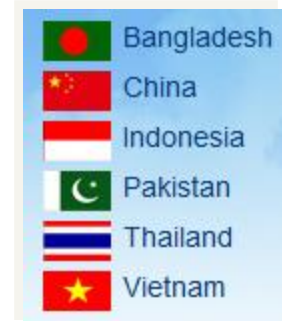 Bangladesh
China
Indonesia
Pakistan
Thailand
Vietnam